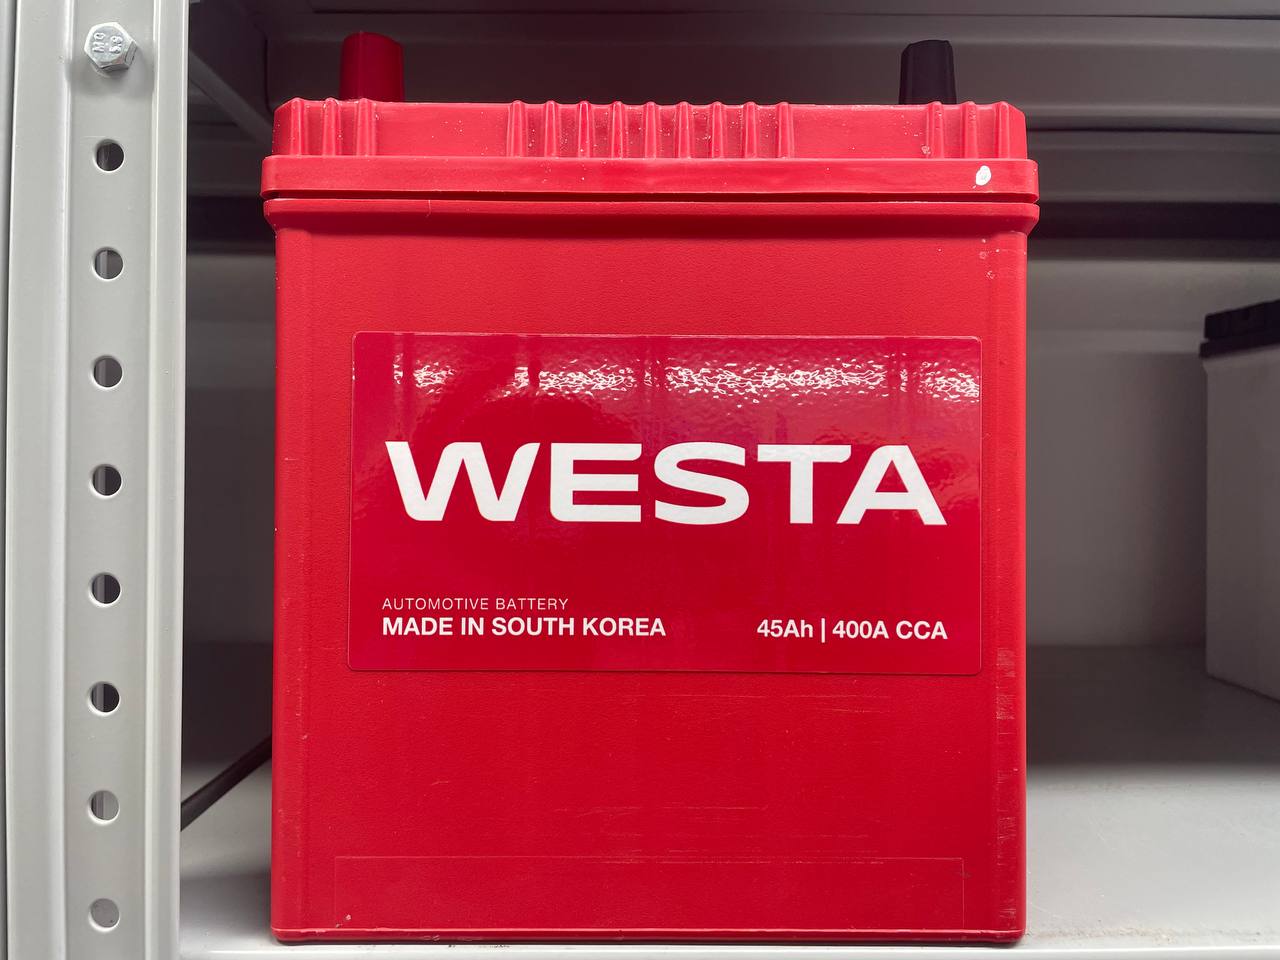 WESTA
AUTOMOTIVE BATTERY
MADE IN SOUTH KOREA
45Ah | 400A CCA